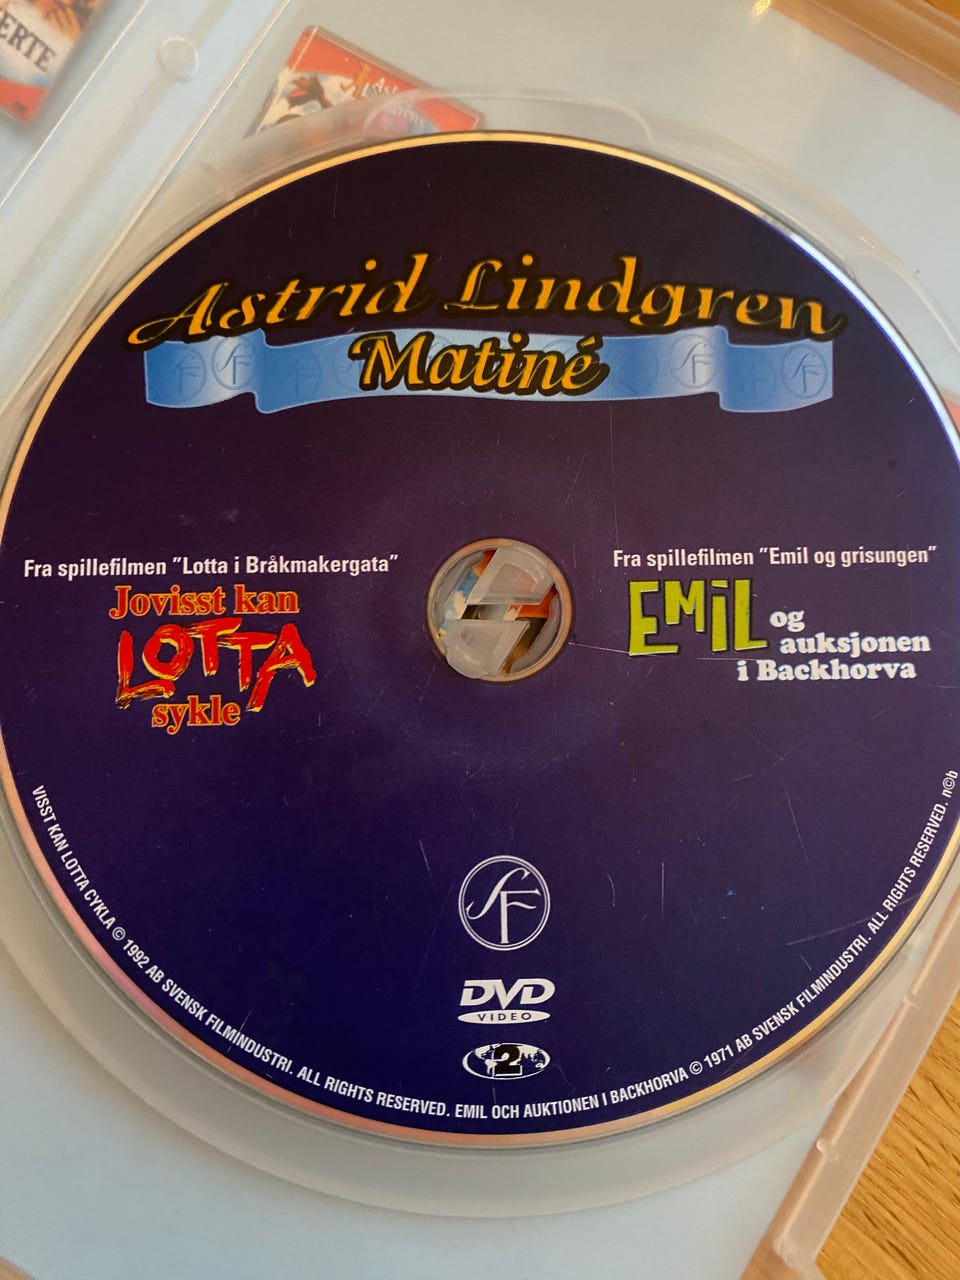 ERTE
Astrid Lindgren
Matiné
Fra spillefilmen "Lotta i Bråkmakergata"
Jovisst kan
LOTTA
sykle
Fra spillefilmen "Emil og grisungen"
EMIL og
auksjonen
i Backhorva
SF
DVD
VIDEO
2
VISST KAN LOTTA CYKLA © 1992 AB SVENSK FILMINDUSTRI. ALL RIGHTS RESERVED. EMIL OCH AUKTIONEN I BACKHORVA © 1971 AB SVENSK FILMINDUSTRI. ALL RIGHTS RESERVED. n©b